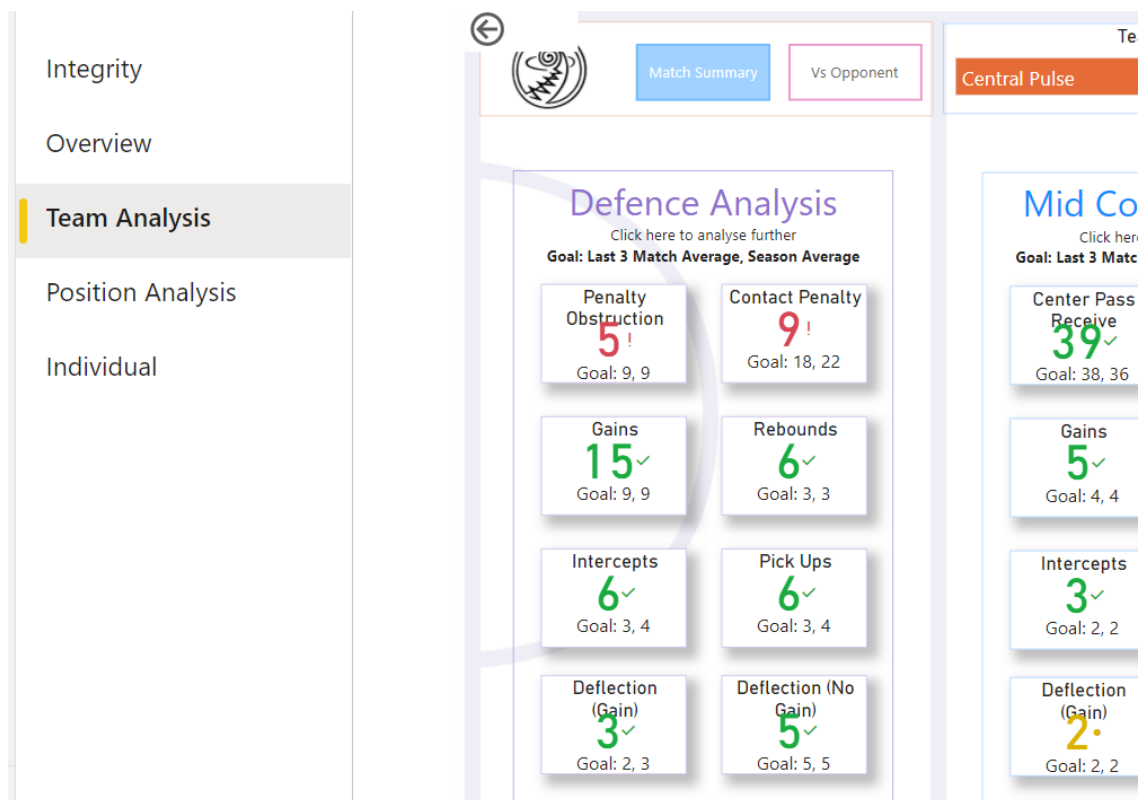 Integrity
Overview
Team Analysis
Position Analysis
Individual
Match Summary
Vs Opponent
Central Pulse
Defence Analysis
Click here to analyse further
Goal: Last 3 Match Average, Season Average
Penalty
Obstruction
5!
Goal: 9, 9
Contact Penalty
9!
Goal: 18, 22
Gains
15
Goal: 9, 9
Rebounds
6
Goal: 3, 3
Intercepts
6
Goal: 3, 4
Pick Ups
6
Goal: 3, 4
Deflection
(Gain)
3
Goal: 2, 3
Deflection (No
Gain)
5
Goal: 5, 5
Mid Co
Click her
Goal: Last 3 Matc
Center Pass
Receive
39
Goal: 38, 36
Gains
5
Goal: 4, 4
Intercepts
3
Goal: 2, 2
Deflection
(Gain)
2
Goal: 2, 2